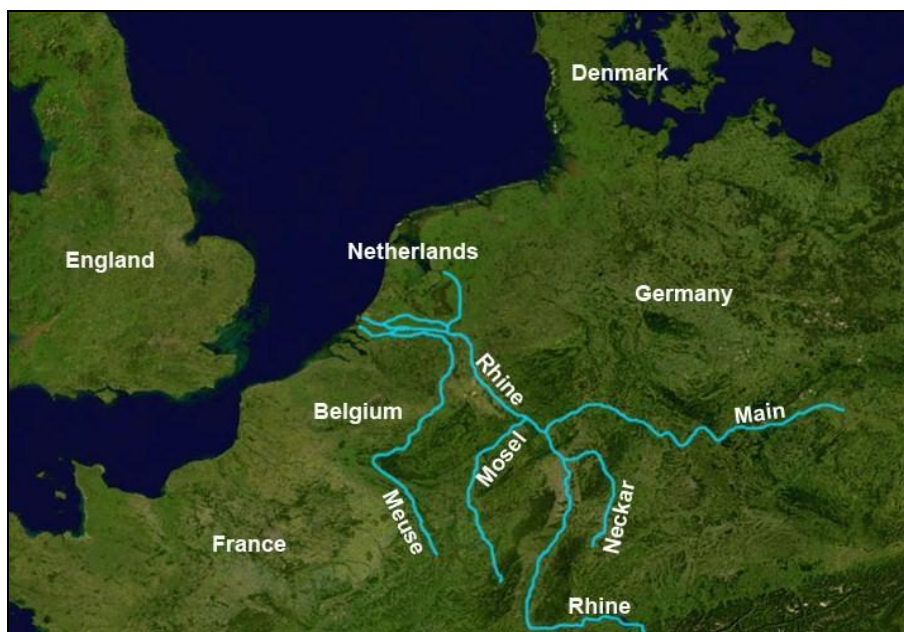 Denmark
Netherlands
England
Germany
Rhine
Belgium
Main
Mosel
Meuse
Neckar
France
Rhine